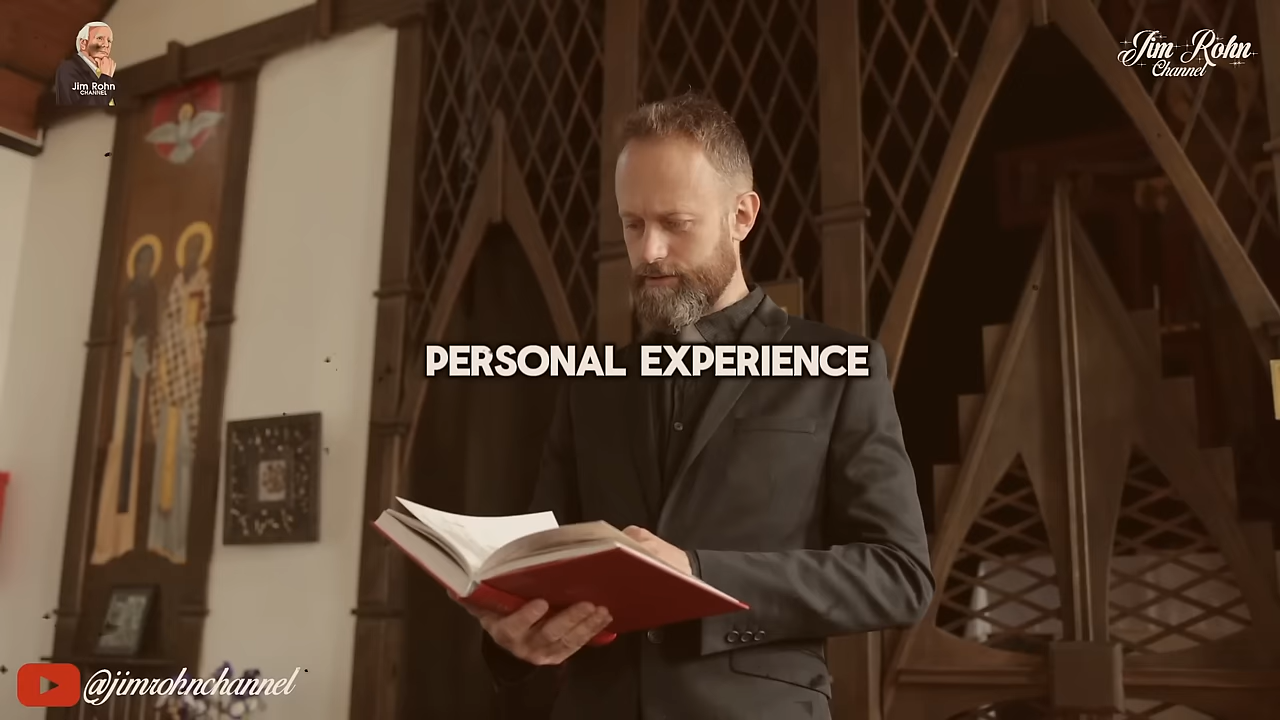 Jim Rohn
CHANNEL
Jim Rohn
Channel
PERSONAL EXPERIENCE
@jimrohnchannel